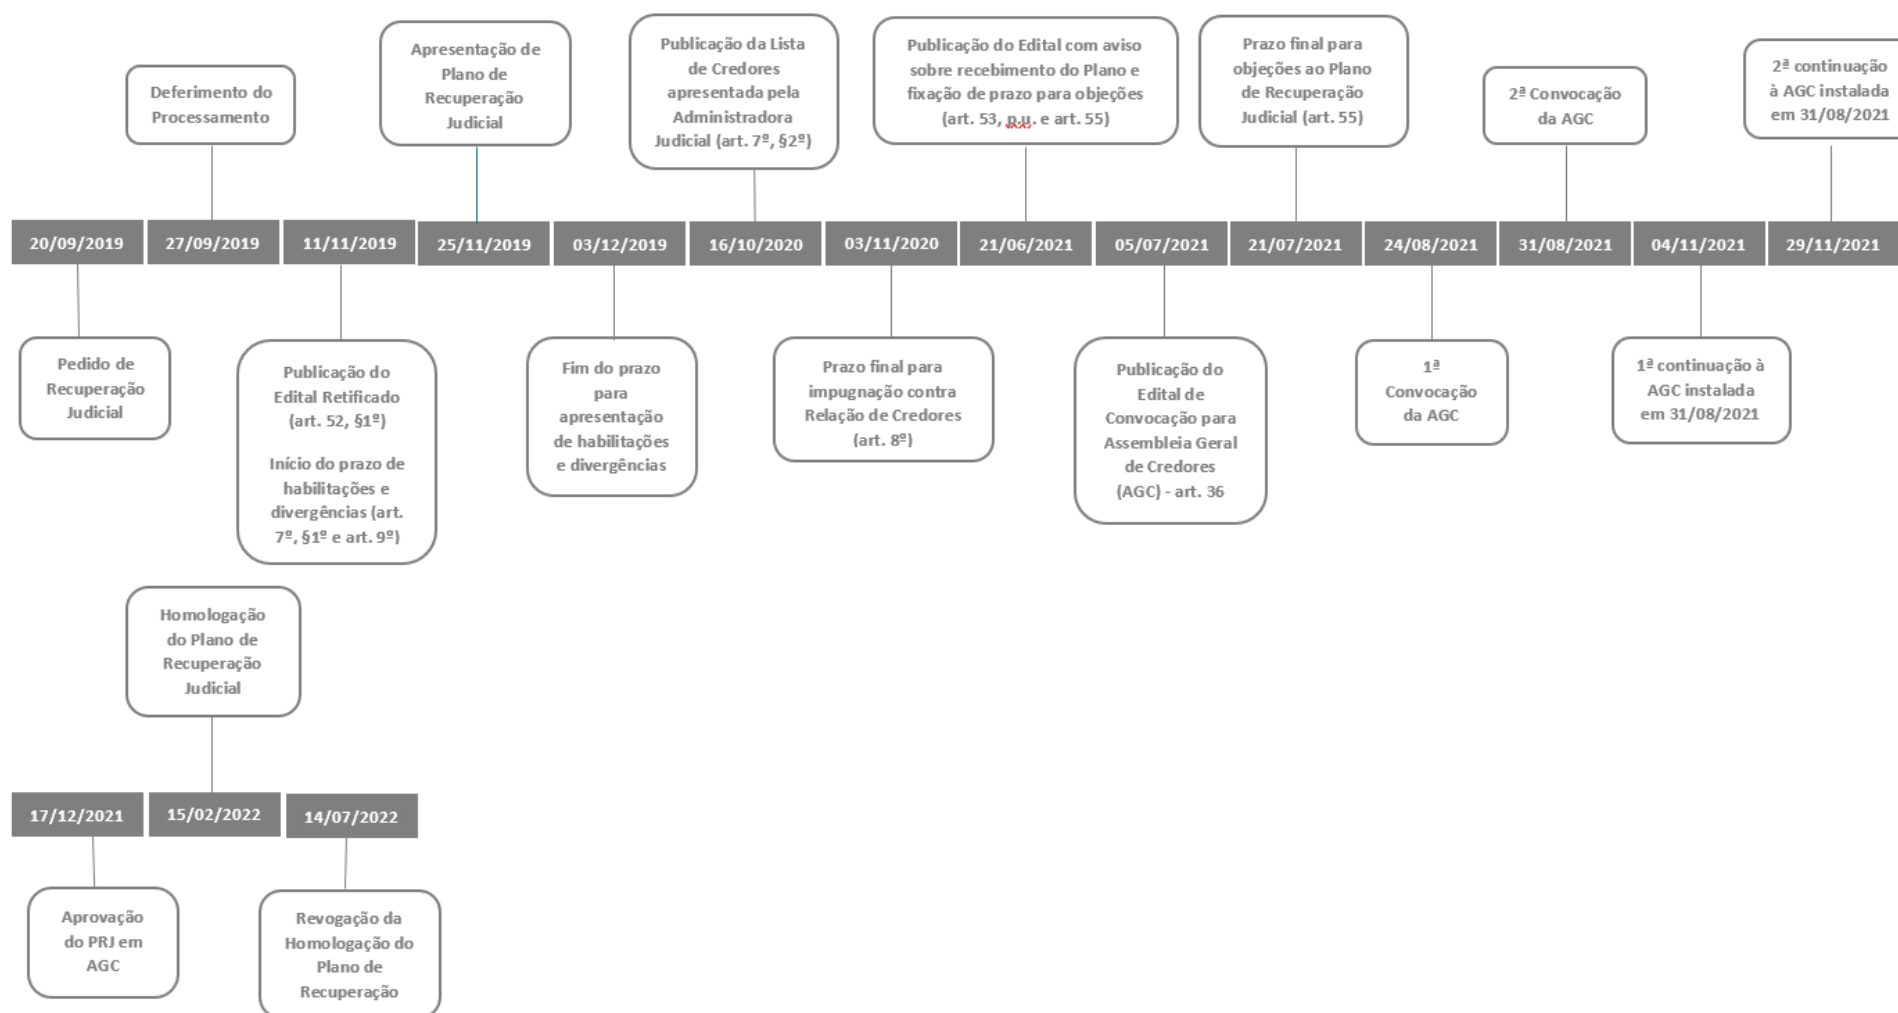 Deferimento do
Processamento
Apresentação de
Plano de
Recuperação
Judicial
Publicação da Lista
de Credores
apresentada pela
Administradora
Judicial (art. 7º, §2º)
Publicação do Edital com aviso
sobre recebimento do Plano e
fixação de prazo para objeções
(art. 53, p.u. e art. 55)
Prazo final para
objeções ao Plano
de Recuperação
Judicial (art. 55)
2ª Convocação
da AGC
2ª continuação
à AGC instalada
em 31/08/2021
20/09/2019
27/09/2019
11/11/2019
25/11/2019
03/12/2019
16/10/2020
03/11/2020
21/06/2021
05/07/2021
21/07/2021
24/08/2021
31/08/2021
04/11/2021
29/11/2021
Pedido de
Recuperação
Judicial
Publicação do
Edital Retificado
(art. 52, §1º)
Início do prazo de
habilitações e
divergências (art.
7º, §1º e art. 9º)
Fim do prazo
para
apresentação
de habilitações
e divergências
Prazo final para
impugnação contra
Relação de Credores
(art. 8º)
Publicação do
Edital de
Convocação para
Assembleia Geral
de Credores
(AGC) - art. 36
1ª
Convocação
da AGC
1ª continuação à
AGC instalada
em 31/08/2021
Homologação
do Plano de
Recuperação
Judicial
17/12/2021
15/02/2022
14/07/2022
Aprovação
do PRJ em
AGC
Revogação da
Homologação do
Plano de
Recuperação